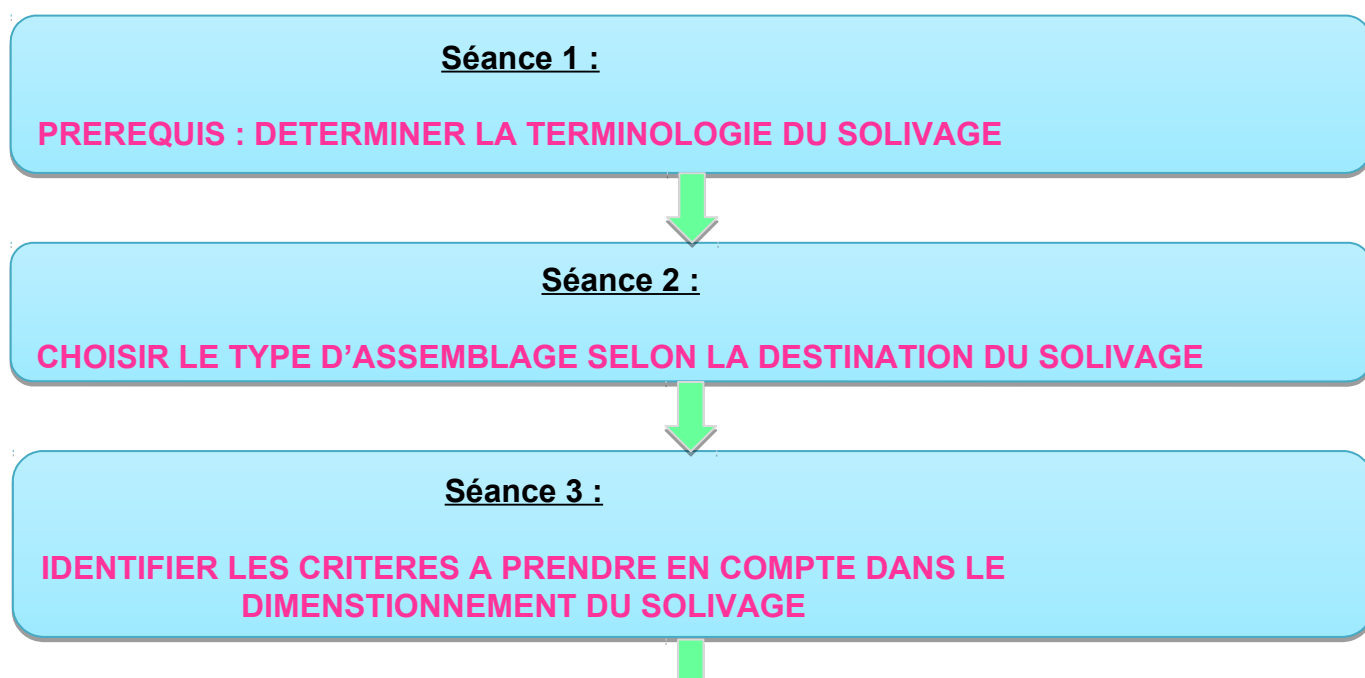 Séance 1 :
PREREQUIS : DETERMINER LA TERMINOLOGIE DU SOLIVAGE
Séance 2 :
CHOISIR LE TYPE D’ASSEMBLAGE SELON LA DESTINATION DU SOLIVAGE
Séance 3 :
IDENTIFIER LES CRITERES A PRENDRE EN COMPTE DANS LE
DIMENSTIONNEMENT DU SOLIVAGE